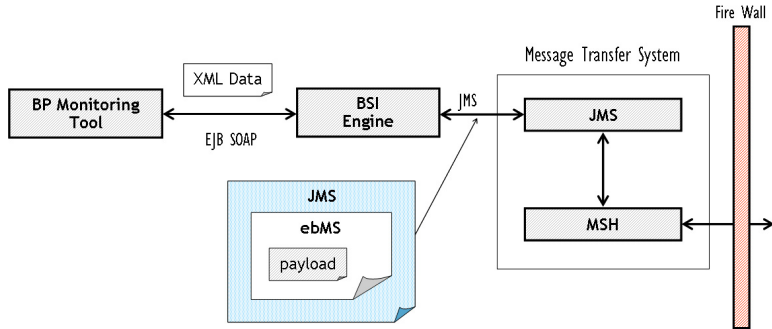 Fire Wall
Message Transfer System
XML Data
BP Monitoring
Tool
EJB SOAP
BSI
Engine
JMS
JMS
MSH
JMS
ebMS
payload